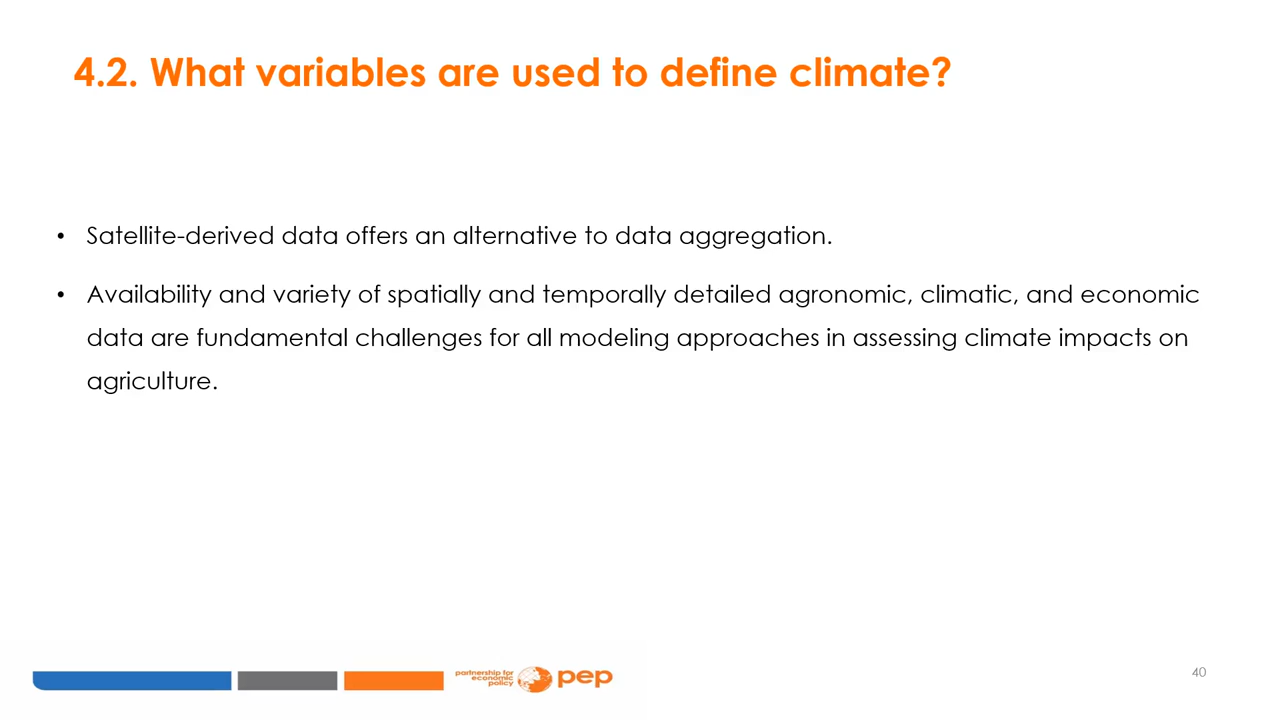 4.2. What variables are used to define climate?
• Satellite-derived data offers an alternative to data aggregation.
• Availability and variety of spatially and temporally detailed agronomic, climatic, and economic
data are fundamental challenges for all modeling approaches in assessing climate impacts on
agriculture.
partnership for
economic
policy
pep
40